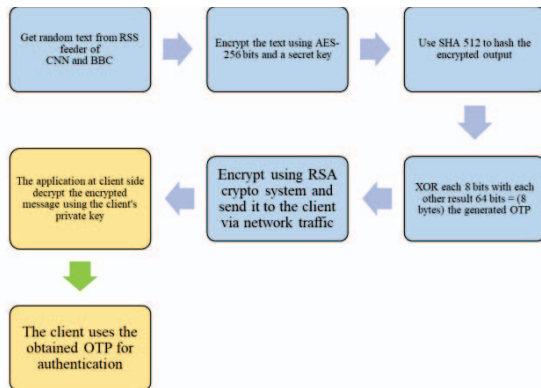 Get random text from RSS
feeder of
CNN and BBC
Encrypt the text using AES-
256 bits and a secret key
Use SHA 512 to hash the
encrypted output
XOR each 8 bits with each
other result 64 bits = (8
bytes) the generated OTP
Encrypt using RSA
crypto system and
send it to the client
via network traffic
The application at client side
decrypt the encrypted
message using the client's
private key
The client uses the
obtained OTP for
authentication